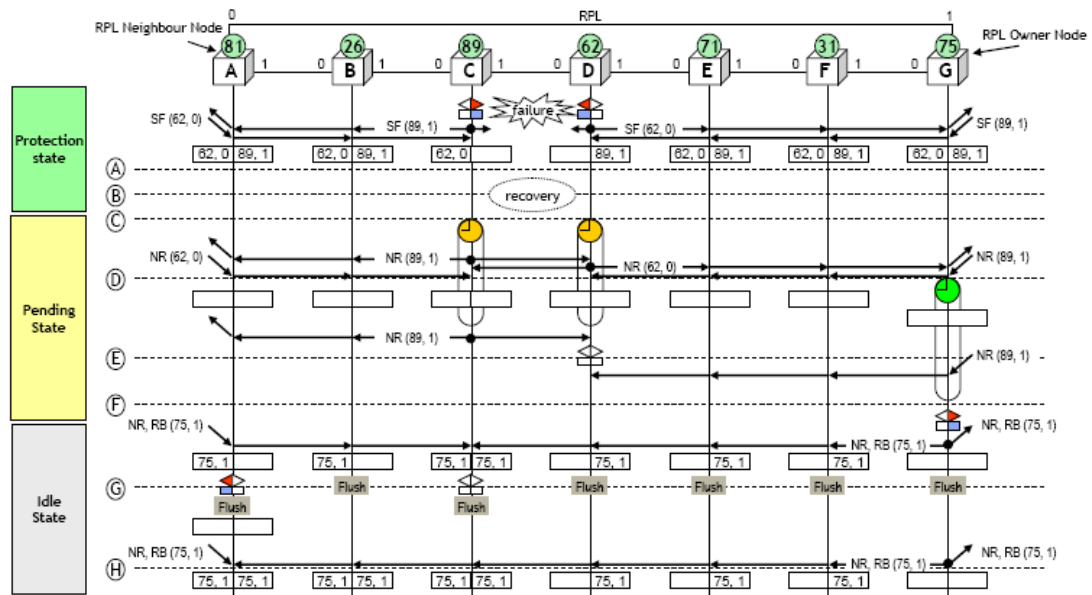 0 RPL 1
RPL Neighbour Node
RPL Owner Node
81 26 89 62 71 31 75
A 1 0 B 1 0 C 1 0 D 1 0 E 1 0 F 1 0 G
failure
Protection state
SF (62, 0)
SF (89, 1)
SF (62, 0)
SF (89, 1)
62, 0 89, 1
62, 0 89, 1
62, 0
89, 1
62, 0 89, 1
62, 0 89, 1
62, 0 89, 1
A
B
recovery
C
Pending State
NR (62, 0)
NR (89, 1)
NR (62, 0)
NR (89, 1)
D
NR (89, 1)
E
NR (89, 1)
F
Idle State
NR, RB (75, 1)
NR, RB (75, 1)
NR, RB (75, 1)
75, 1
75, 1
75, 1 75, 1
75, 1
75, 1
75, 1
G
Flush
Flush
Flush
Flush
Flush
Flush
Flush
NR, RB (75, 1)
NR, RB (75, 1)
NR, RB (75, 1)
H
75, 1 75, 1
75, 1 75, 1
75, 1 75, 1
75, 1
75, 1
75, 1